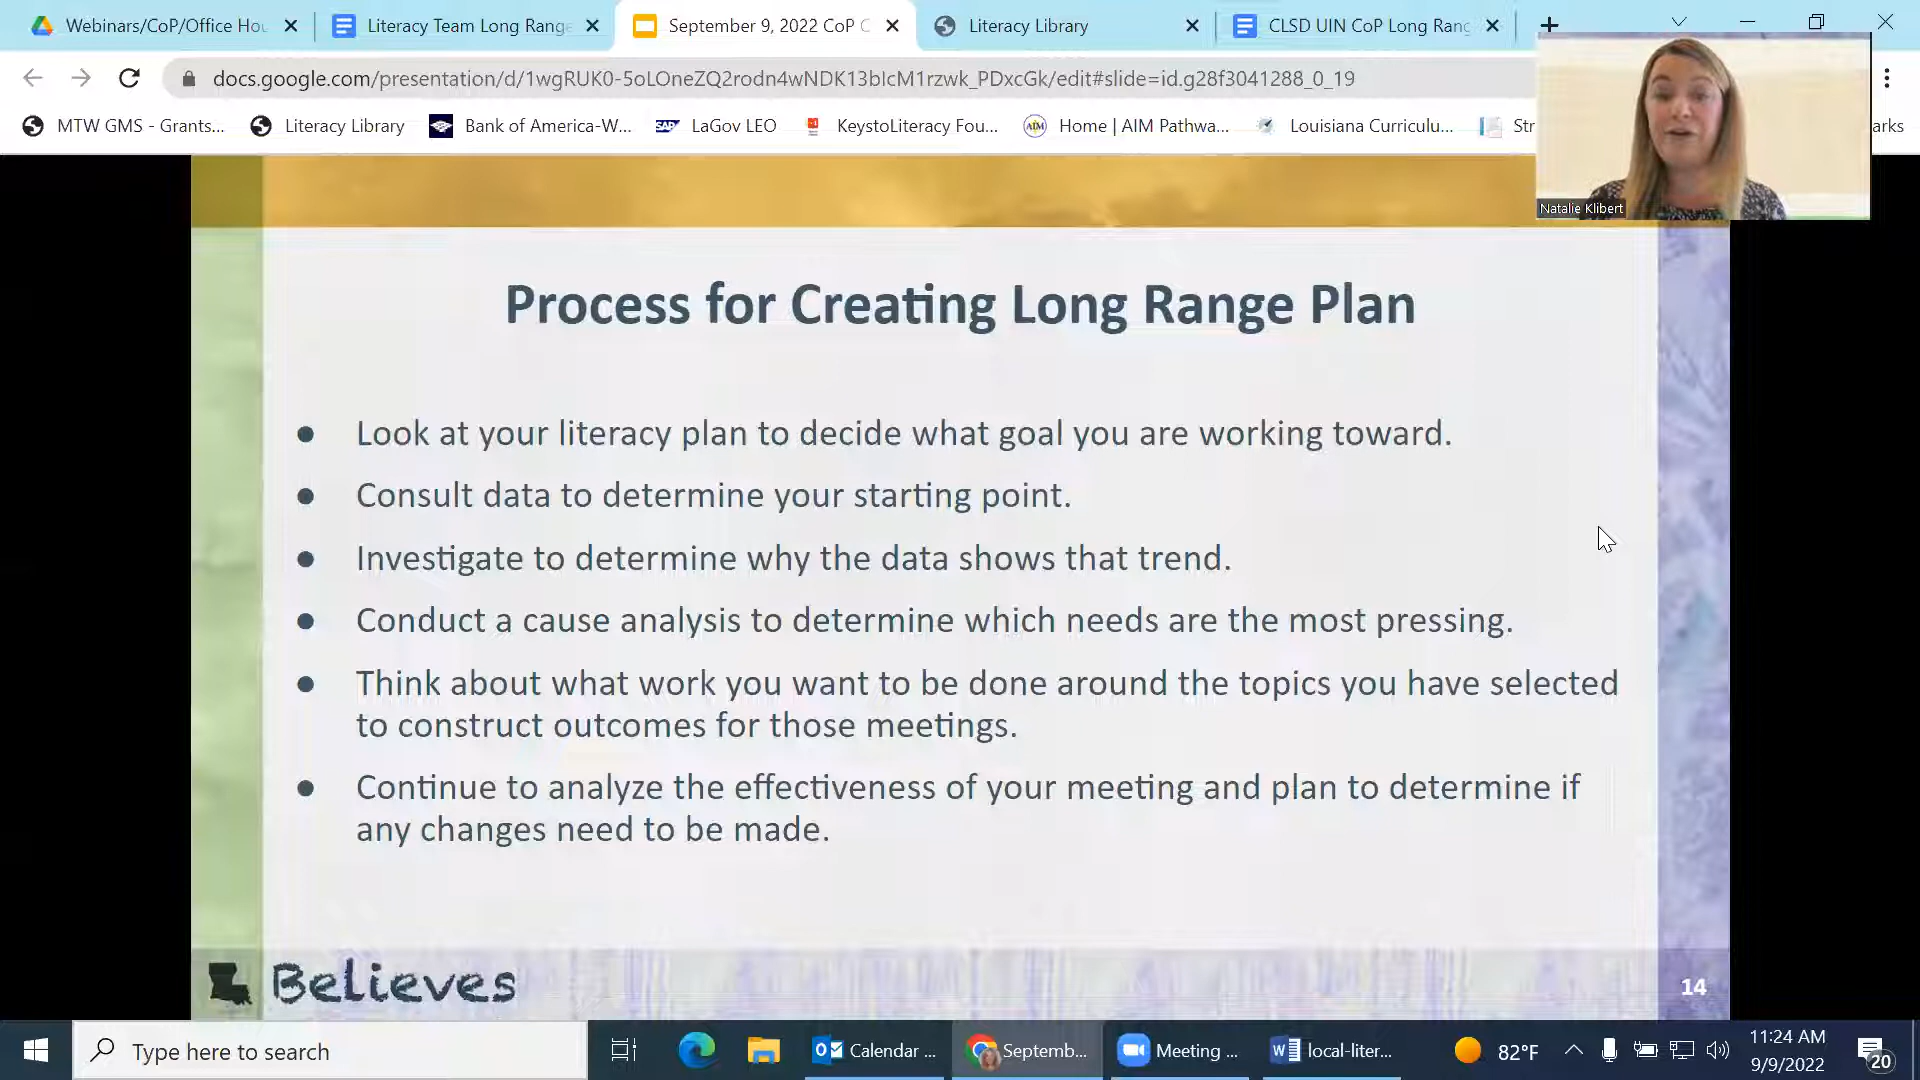 Webinars/CoP/Office Hou
Literacy Team Long Range
September 9, 2022 CoP C
Literacy Library
CLSD UIN CoP Long Rang
docs.google.com/presentation/d/1wgRUK0-5oLOneZQ2rodn4wNDK13blcM1rzwk_PDxcGk/edit#slide=id.g28f3041288_0_19
MTW GMS - Grants...
Literacy Library
Bank of America-W...
LaGov LEO
KeystoLiteracy Fou...
Home | AIM Pathwa...
Louisiana Curriculu...
Str
arks
Natalie Klibert
Process for Creating Long Range Plan
● Look at your literacy plan to decide what goal you are working toward.
● Consult data to determine your starting point.
● Investigate to determine why the data shows that trend.
● Conduct a cause analysis to determine which needs are the most pressing.
● Think about what work you want to be done around the topics you have selected
to construct outcomes for those meetings.
● Continue to analyze the effectiveness of your meeting and plan to determine if
any changes need to be made.
Believes
14
Type here to search
Calendar ...
Septemb...
Meeting ...
local-liter...
82°F
11:24 AM
9/9/2022
20